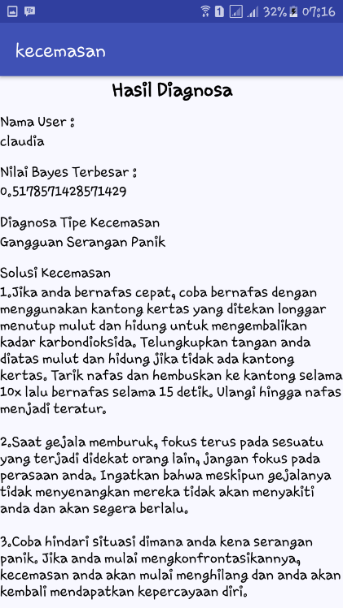 32% 07:16
kecemasan
Hasil Diagnosa
Nama User :
claudia
Nilai Bayes Terbesar :
0.5178571428571429
Diagnosa Tipe Kecemasan
Gangguan Serangan Panik
Solusi Kecemasan
1.Jika anda bernafas cepat, coba bernafas dengan
menggunakan kantong kertas yang ditekan longgar
menutup mulut dan hidung untuk mengembalikan
kadar karbondioksida. Telungkupkan tangan anda
diatas mulut dan hidung jika tidak ada kantong
kertas. Tarik nafas dan hembuskan ke kantong selama
10x lalu bernafas selama 15 detik. Ulangi hingga nafas
menjadi teratur.
2.Saat gejala memburuk, fokus terus pada sesuatu
yang terjadi didekat orang lain, jangan fokus pada
perasaan anda. Ingatkan bahwa meskipun gejalanya
tidak menyenangkan mereka tidak akan menyakiti
anda dan akan segera berlalu.
3.Coba hindari situasi dimana anda kena serangan
panik. Jika anda mulai mengkonfrontasikannya,
kecemasan anda akan mulai menghilang dan anda akan
kembali mendapatkan kepercayaan diri.